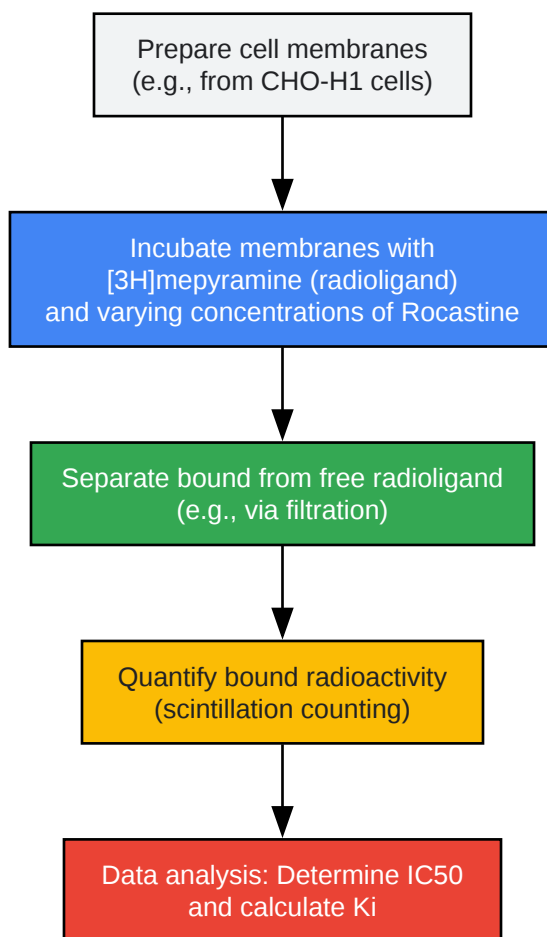 Prepare cell membranes
(e.g., from CHO-H1 cells)
Incubate membranes with
[3H]mepyramine (radioligand)
and varying concentrations of Rocastine
Separate bound from free radioligand
(e.g., via filtration)
Quantify bound radioactivity
(scintillation counting)
Data analysis: Determine IC50
and calculate Ki